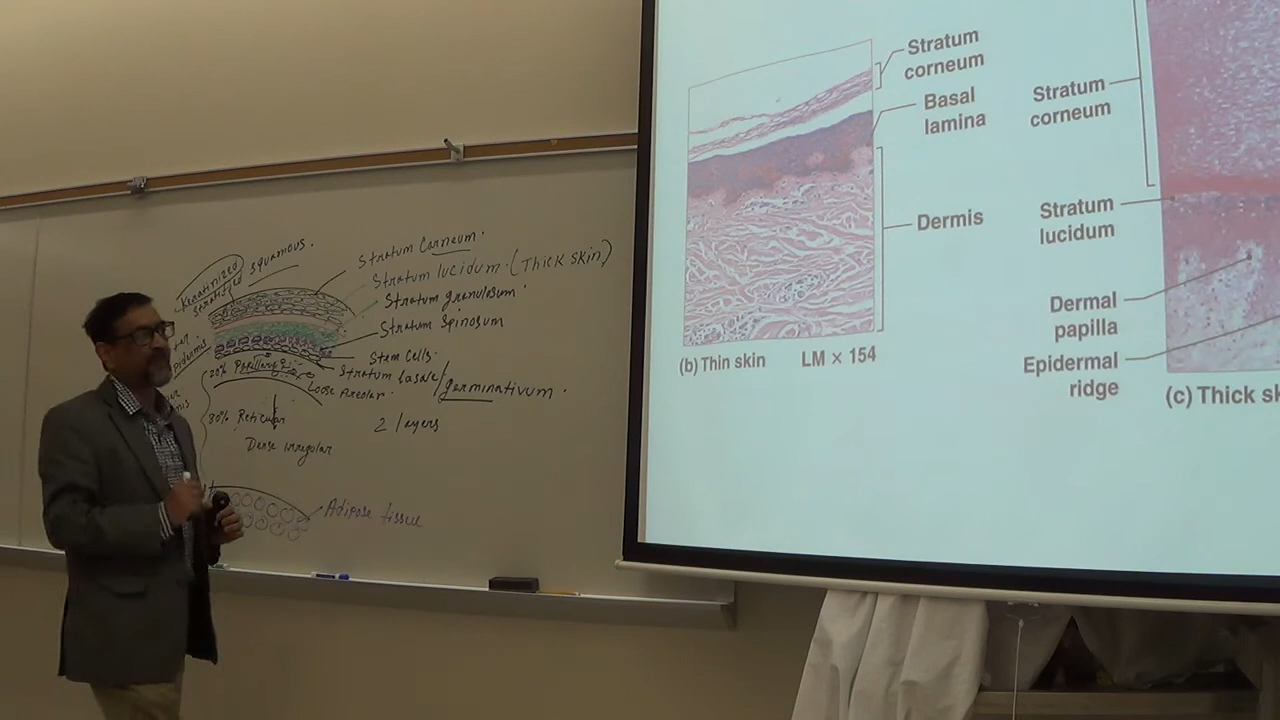 Keratinized
stratified squamous.
Stratum Corneum.
Stratum lucidum. (Thick skin)
Stratum granulosum
Stratum Spinosum
Stem Cells.
Stratum basale/germinativum.
20% Papillary
Loose Areolar.
80% Reticular
2 layers
Dense irregular
Adipose tissue
Stratum
corneum
Basal
lamina
Dermis
(b) Thin skin LM × 154
Stratum
corneum
Stratum
lucidum
Dermal
papilla
Epidermal
ridge
(c) Thick sk